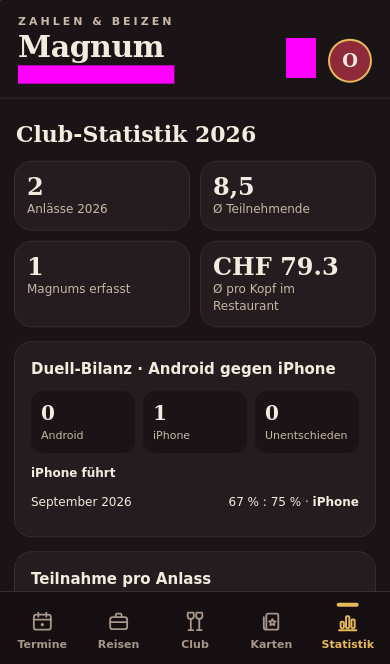 ZAHLEN & BEIZEN
Magnum
O
Club-Statistik 2026
2
Anlässe 2026
8,5
Ø Teilnehmende
1
Magnums erfasst
CHF 79.3
Ø pro Kopf im
Restaurant
Duell-Bilanz · Android gegen iPhone
0
Android
1
iPhone
0
Unentschieden
iPhone führt
September 2026
67 % : 75 % · iPhone
Teilnahme pro Anlass
Termine
Reisen
Club
Karten
Statistik